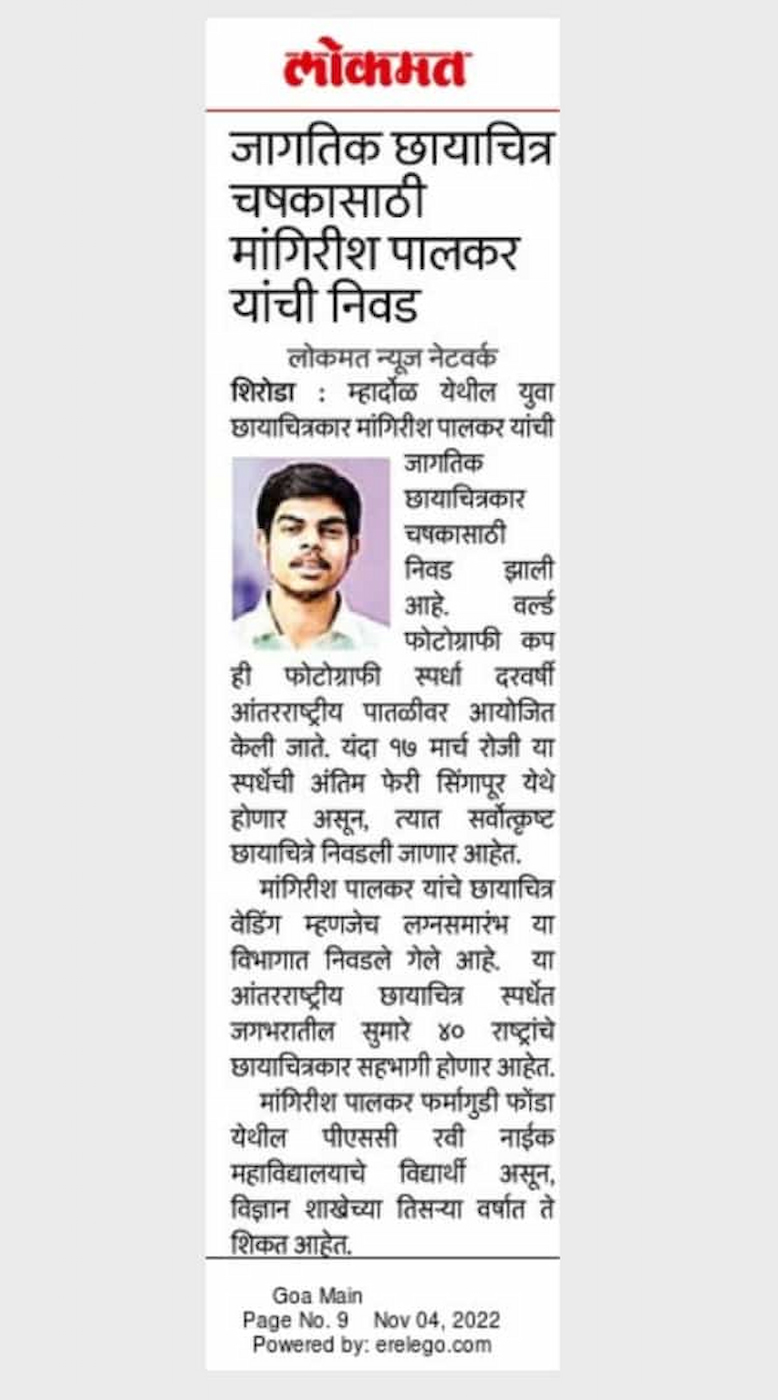 लोकमत
जागतिक छायाचित्र
चषकासाठी
मांगिरीश पालकर
यांची निवड
लोकमत न्यूज नेटवर्क
शिरोडा : म्हार्दोळ येथील युवा
छायाचित्रकार मांगिरीश पालकर यांची
जागतिक
छायाचित्रकार
चषकासाठी
निवड झाली
आहे. वर्ल्ड
फोटोग्राफी कप
ही फोटोग्राफी स्पर्धा दरवर्षी
आंतरराष्ट्रीय पातळीवर आयोजित
केली जाते. यंदा १७ मार्च रोजी या
स्पर्धेची अंतिम फेरी सिंगापूर येथे
होणार असून, त्यात सर्वोत्कृष्ट
छायाचित्रे निवडली जाणार आहेत.
मांगिरीश पालकर यांचे छायाचित्र
वेडिंग म्हणजेच लग्नसमारंभ या
विभागात निवडले गेले आहे. या
आंतरराष्ट्रीय छायाचित्र स्पर्धेत
जगभरातील सुमारे ४० राष्ट्रांचे
छायाचित्रकार सहभागी होणार आहेत.
मांगिरीश पालकर फर्मागुडी फोंडा
येथील पीएससी रवी नाईक
महाविद्यालयाचे विद्यार्थी असून,
विज्ञान शाखेच्या तिसऱ्या वर्षात ते
शिकत आहेत.
Goa Main
Page No. 9 Nov 04, 2022
Powered by: erelego.com